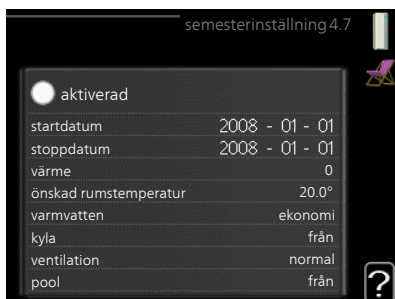 semesterinställning 4.7
aktiverad
startdatum 2008 - 01 - 01
stoppdatum 2008 - 01 - 01
värme 0
önskad rumstemperatur 20.0°
varmvatten ekonomi
kyla från
ventilation normal
pool från
?